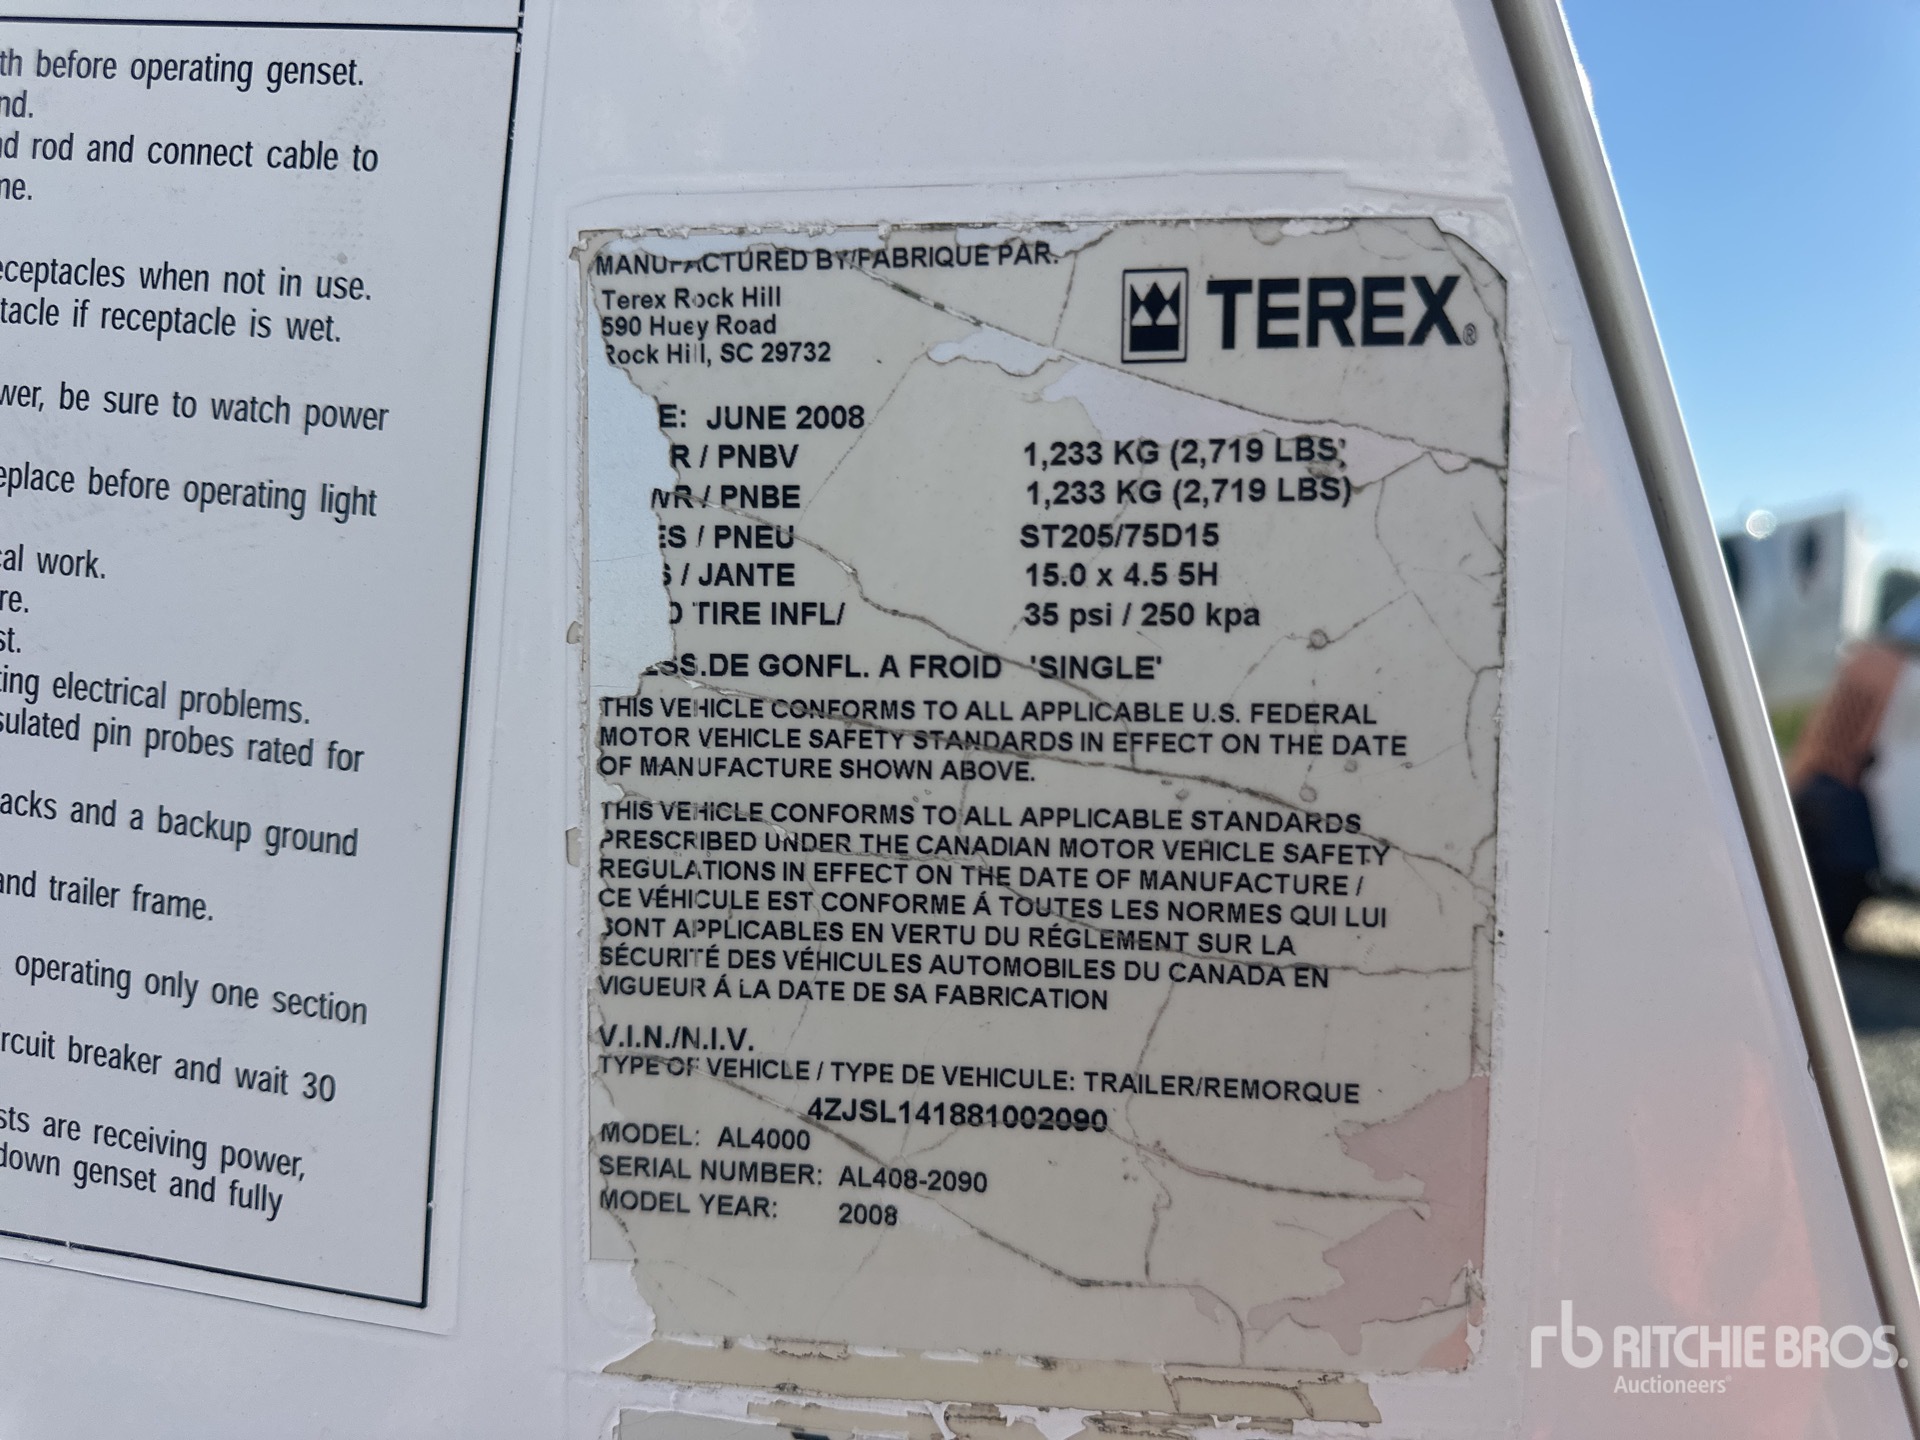 th before operating genset.
nd.
nd rod and connect cable to
me.
eceptacles when not in use.
tacle if receptacle is wet.
wer, be sure to watch power
eplace before operating light
cal work.
re.
st.
ting electrical problems.
sulated pin probes rated for
acks and a backup ground
and trailer frame.
operating only one section
rcuit breaker and wait 30
sts are receiving power,
down genset and fully
MANUFACTURED BY/FABRIQUE PAR:
TEREX®
Terex Rock Hill
590 Huey Road
Rock Hill, SC 29732
E: JUNE 2008
R / PNBV 1,233 KG (2,719 LBS)
WR / PNBE 1,233 KG (2,719 LBS)
ES / PNEU ST205/75D15
S / JANTE 15.0 x 4.5 5H
D TIRE INFL/ 35 psi / 250 kpa
ESS.DE GONFL. A FROID 'SINGLE'
THIS VEHICLE CONFORMS TO ALL APPLICABLE U.S. FEDERAL
MOTOR VEHICLE SAFETY STANDARDS IN EFFECT ON THE DATE
OF MANUFACTURE SHOWN ABOVE.
THIS VEHICLE CONFORMS TO ALL APPLICABLE STANDARDS
PRESCRIBED UNDER THE CANADIAN MOTOR VEHICLE SAFETY
REGULATIONS IN EFFECT ON THE DATE OF MANUFACTURE /
CE VÉHICULE EST CONFORME Á TOUTES LES NORMES QUI LUI
SONT APPLICABLES EN VERTU DU RÉGLEMENT SUR LA
SÉCURITÉ DES VÉHICULES AUTOMOBILES DU CANADA EN
VIGUEUR Á LA DATE DE SA FABRICATION
V.I.N./N.I.V.
TYPE OF VEHICLE / TYPE DE VEHICULE: TRAILER/REMORQUE
4ZJSL141881002090
MODEL: AL4000
SERIAL NUMBER: AL408-2090
MODEL YEAR: 2008
rb RITCHIE BROS.
Auctioneers